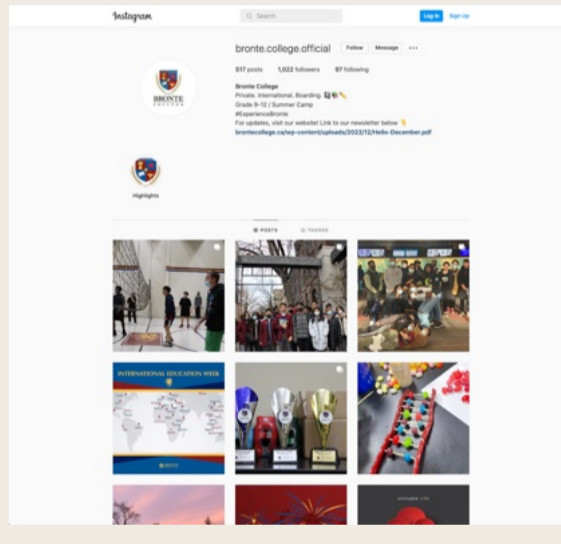 Instagram
Search
Log In Sign Up
bronte.college.official Follow Message
517 posts 1,022 followers 97 following
Bronte College
Private. International. Boarding.
Grade 9-12 / Summer Camp
#ExperienceBronte
For updates, visit our website! Link to our newsletter below 👇
brontecollege.ca/wp-content/uploads/2022/12/Hello-December.pdf
BRONTE
COLLEGE
Highlights
POSTS TAGGED
INTERNATIONAL EDUCATION WEEK
BRONTE